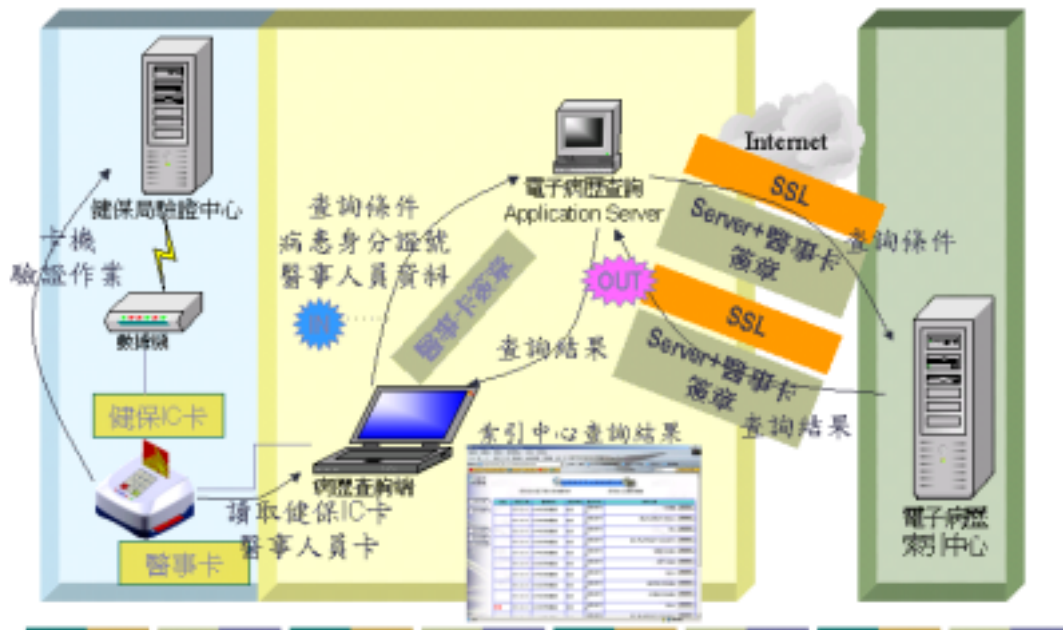 健保局驗證中心
卡機
驗證作業
數據機
健保IC卡
醫事卡
查詢條件
病患身分證號
醫事人員資料
IN
醫事卡簽章
電子病歷查詢
Application Server
OUT
查詢結果
病歷查詢端
讀取健保IC卡
醫事人員卡
索引中心查詢結果
Internet
SSL
Server+醫事卡
簽章
查詢條件
SSL
Server+醫事卡
簽章
查詢結果
電子病歷
索引中心